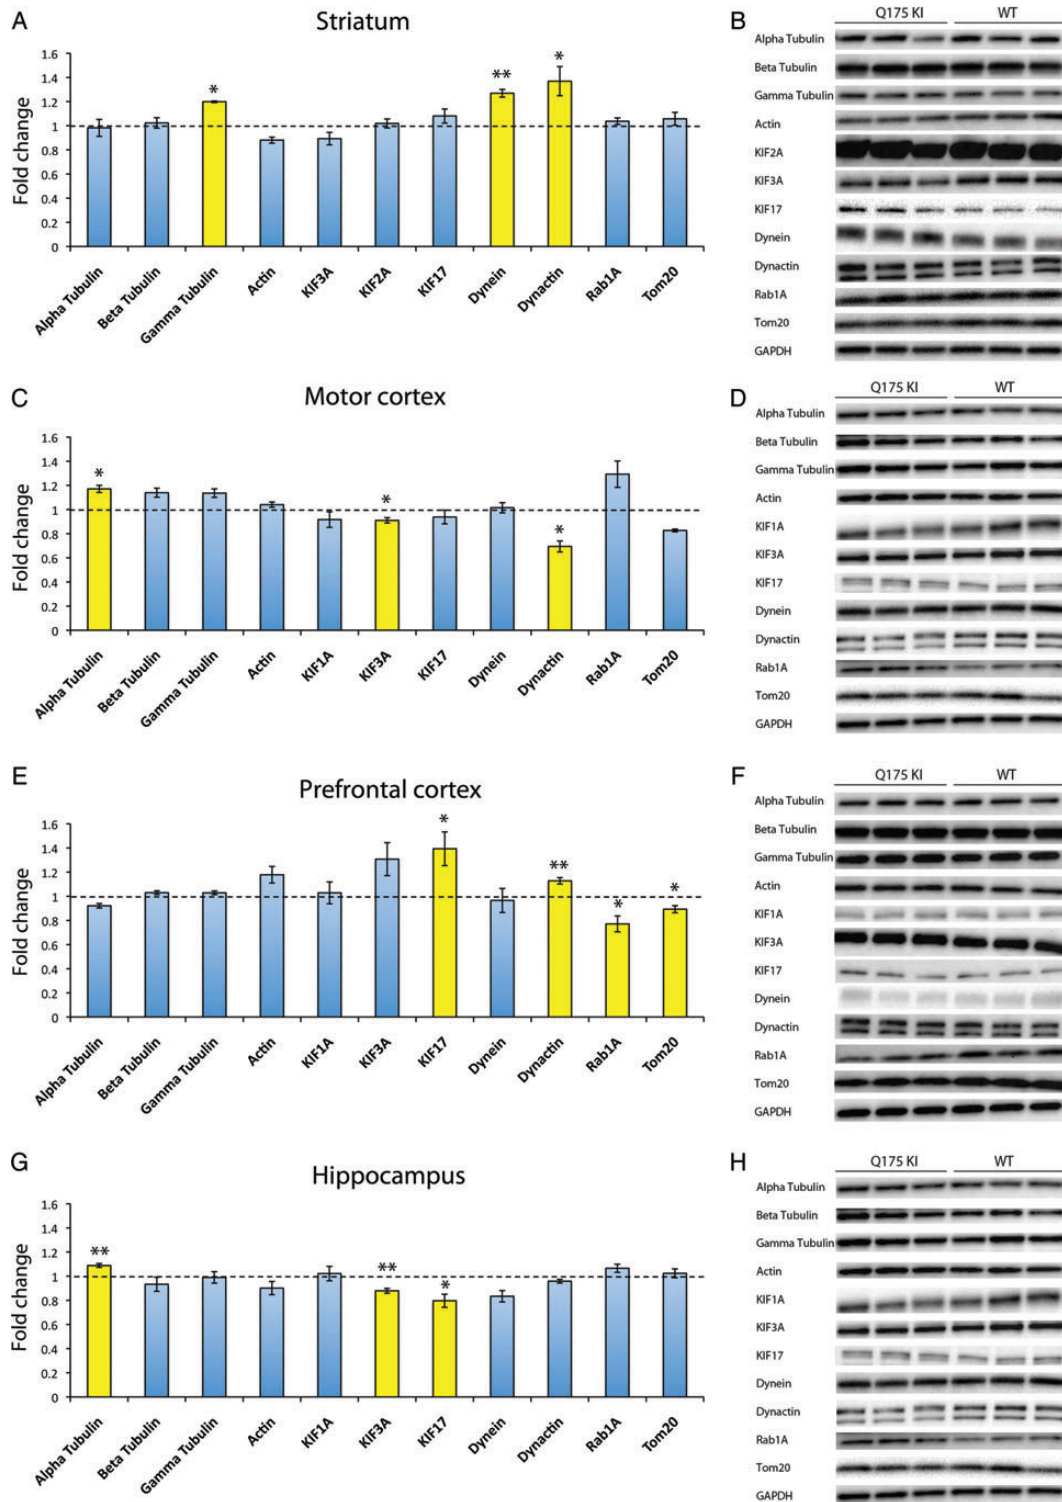 A
Striatum
Fold change
1.6
1.4
1.2
1
0.8
0.6
0.4
0.2
0
*
**
*
Alpha Tubulin
Beta Tubulin
Gamma Tubulin
Actin
KIF3A
KIF2A
KIF17
Dynein
Dynactin
Rab1A
Tom20
B
Q175 KI WT
Alpha Tubulin
Beta Tubulin
Gamma Tubulin
Actin
KIF2A
KIF3A
KIF17
Dynein
Dynactin
Rab1A
Tom20
GAPDH
C
Motor cortex
Fold change
1.6
1.4
1.2
1
0.8
0.6
0.4
0.2
0
*
*
*
Alpha Tubulin
Beta Tubulin
Gamma Tubulin
Actin
KIF1A
KIF3A
KIF17
Dynein
Dynactin
Rab1A
Tom20
D
Q175 KI WT
Alpha Tubulin
Beta Tubulin
Gamma Tubulin
Actin
KIF1A
KIF3A
KIF17
Dynein
Dynactin
Rab1A
Tom20
GAPDH
E
Prefrontal cortex
Fold change
1.6
1.4
1.2
1
0.8
0.6
0.4
0.2
0
*
**
*
*
Alpha Tubulin
Beta Tubulin
Gamma Tubulin
Actin
KIF1A
KIF3A
KIF17
Dynein
Dynactin
Rab1A
Tom20
F
Q175 KI WT
Alpha Tubulin
Beta Tubulin
Gamma Tubulin
Actin
KIF1A
KIF3A
KIF17
Dynein
Dynactin
Rab1A
Tom20
GAPDH
G
Hippocampus
Fold change
1.6
1.4
1.2
1
0.8
0.6
0.4
0.2
0
**
**
*
Alpha Tubulin
Beta Tubulin
Gamma Tubulin
Actin
KIF1A
KIF3A
KIF17
Dynein
Dynactin
Rab1A
Tom20
H
Q175 KI WT
Alpha Tubulin
Beta Tubulin
Gamma Tubulin
Actin
KIF1A
KIF3A
KIF17
Dynein
Dynactin
Rab1A
Tom20
GAPDH